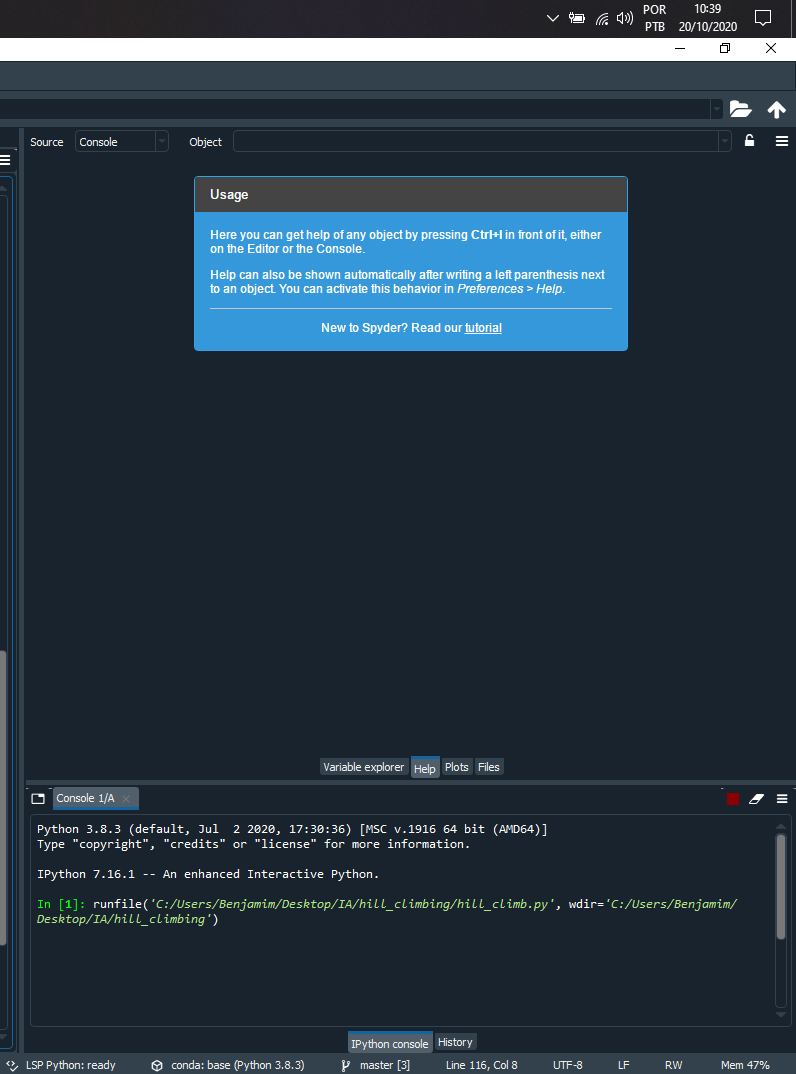 POR 10:39
PTB 20/10/2020
Source Console Object
Usage
Here you can get help of any object by pressing Ctrl+I in front of it, either
on the Editor or the Console.
Help can also be shown automatically after writing a left parenthesis next
to an object. You can activate this behavior in Preferences > Help.
New to Spyder? Read our tutorial
Variable explorer Help Plots Files
Console 1/A
Python 3.8.3 (default, Jul  2 2020, 17:30:36) [MSC v.1916 64 bit (AMD64)]
Type "copyright", "credits" or "license" for more information.
IPython 7.16.1 -- An enhanced Interactive Python.
In [1]: runfile('C:/Users/Benjamim/Desktop/IA/hill_climbing/hill_climb.py', wdir='C:/Users/Benjamim/
Desktop/IA/hill_climbing')
IPython console History
LSP Python: ready conda: base (Python 3.8.3) master [3] Line 116, Col 8 UTF-8 LF RW Mem 47%